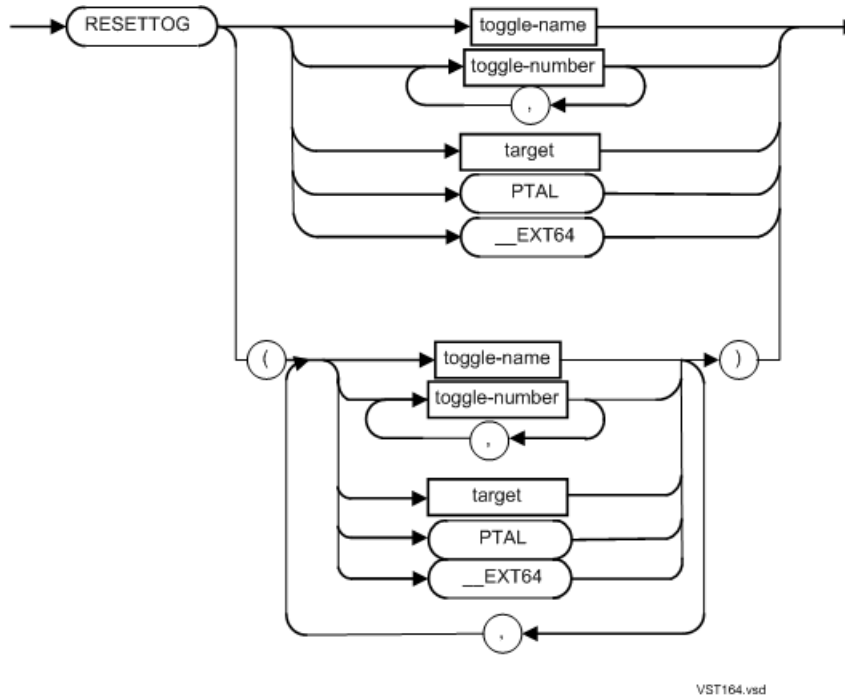 RESETTOG
toggle-name
toggle-number
,
target
PTAL
__EXT64
(
toggle-name
)
toggle-number
,
target
PTAL
__EXT64
,
VST164.vsd